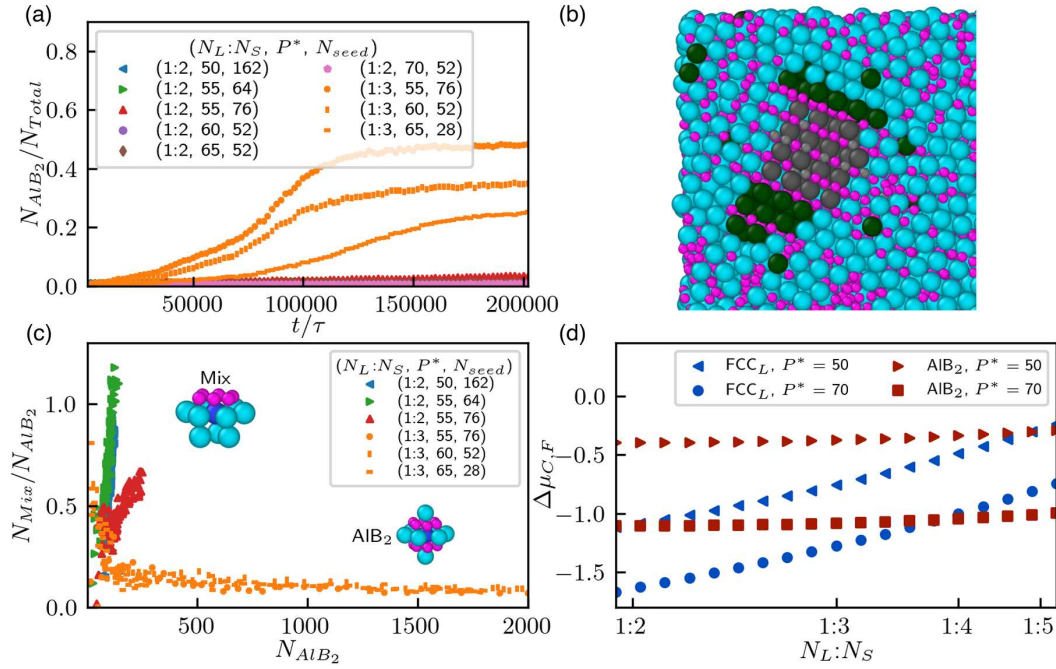 (a)
N_AlB₂/N_Total
0.8
0.6
0.4
0.2
0.0
(N_L:N_S, P*, N_seed)
(1:2, 50, 162)
(1:2, 55, 64)
(1:2, 55, 76)
(1:2, 60, 52)
(1:2, 65, 52)
(1:2, 70, 52)
(1:3, 55, 76)
(1:3, 60, 52)
(1:3, 65, 28)
50000 100000 150000 200000
t/τ
(b)
(c)
N_Mix/N_AlB₂
1.0
0.5
0.0
Mix
AlB₂
(N_L:N_S, P*, N_seed)
(1:2, 50, 162)
(1:2, 55, 64)
(1:2, 55, 76)
(1:3, 55, 76)
(1:3, 60, 52)
(1:3, 65, 28)
500 1000 1500 2000
N_AlB₂
(d)
Δμ_C,F
0.0
−0.5
−1.0
−1.5
FCC_L, P* = 50
FCC_L, P* = 70
AlB₂, P* = 50
AlB₂, P* = 70
1:2 1:3 1:4 1:5
N_L:N_S